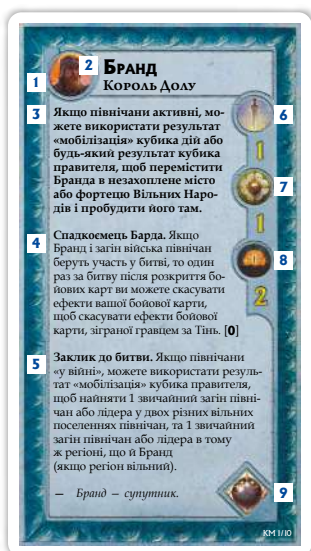 2
БРАНД
1
КОРОЛЬ ДОЛУ
3
Якщо північани активні, мо-
жете використати результат
«мобілізація» кубика дій або
будь-який результат кубика
правителя, щоб перемістити
Бранда в незахоплене місто
або фортецю Вільних Наро-
дів і пробудити його там.
6
1
7
1
4
Спадкоємець Барда. Якщо
Бранд і загін війська північан
беруть участь у битві, то один
раз за битву після розкриття бо-
йових карт ви можете скасувати
ефекти вашої бойової карти,
щоб скасувати ефекти бойової
карти, зіграної гравцем за Тінь. [0]
8
2
5
Заклик до битви. Якщо північани
«у війні», можете використати резуль-
тат «мобілізація» кубика правителя,
щоб найняти 1 звичайний загін півні-
чан або лідера у двох різних вільних
поселеннях північан, та 1 звичайний
загін північан або лідера в тому
ж регіоні, що й Бранд
(якщо регіон вільний).
— Бранд – супутник.
9
КМ 1/10